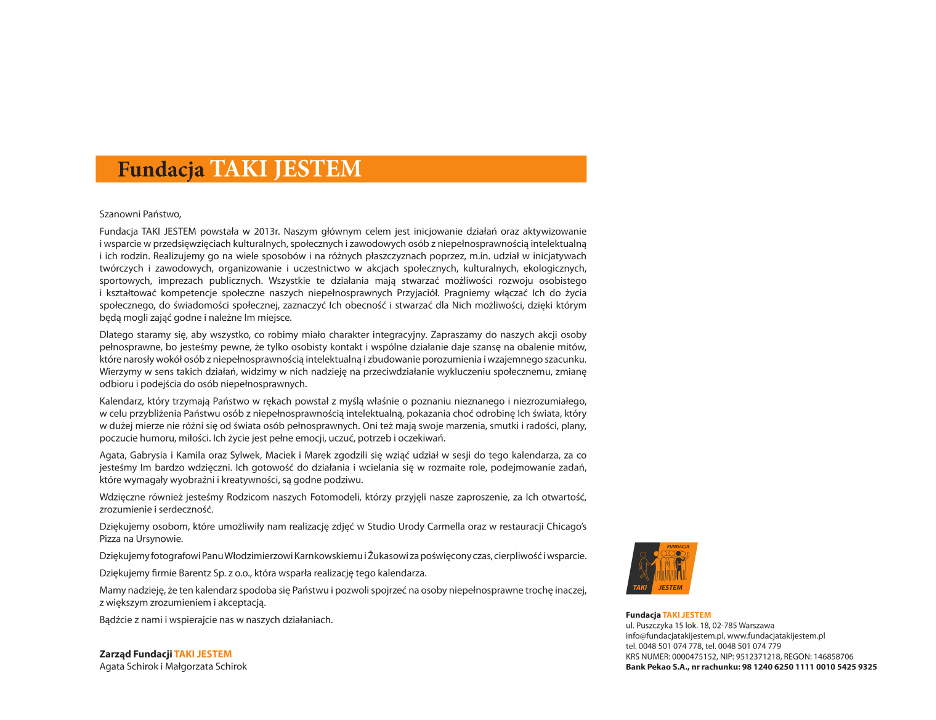 Fundacja TAKI JESTEM
Szanowni Państwo,
Fundacja TAKI JESTEM powstała w 2013r. Naszym głównym celem jest inicjowanie działań oraz aktywizowanie
i wsparcie w przedsięwzięciach kulturalnych, społecznych i zawodowych osób z niepełnosprawnością intelektualną
i ich rodzin. Realizujemy go na wiele sposobów i na różnych płaszczyznach poprzez, m.in. udział w inicjatywach
twórczych i zawodowych, organizowanie i uczestnictwo w akcjach społecznych, kulturalnych, ekologicznych,
sportowych, imprezach publicznych. Wszystkie te działania mają stwarzać możliwości rozwoju osobistego
i kształtować kompetencje społeczne naszych niepełnosprawnych Przyjaciół. Pragniemy włączać Ich do życia
społecznego, do świadomości społecznej, zaznaczyć Ich obecność i stwarzać dla Nich możliwości, dzięki którym
będą mogli zająć godne i należne Im miejsce.
Dlatego staramy się, aby wszystko, co robimy miało charakter integracyjny. Zapraszamy do naszych akcji osoby
pełnosprawne, bo jesteśmy pewne, że tylko osobisty kontakt i wspólne działanie daje szansę na obalenie mitów,
które narosły wokół osób z niepełnosprawnością intelektualną i zbudowanie porozumienia i wzajemnego szacunku.
Wierzymy w sens takich działań, widzimy w nich nadzieję na przeciwdziałanie wykluczeniu społecznemu, zmianę
odbioru i podejścia do osób niepełnosprawnych.
Kalendarz, który trzymają Państwo w rękach powstał z myślą właśnie o poznaniu nieznanego i niezrozumiałego,
w celu przybliżenia Państwu osób z niepełnosprawnością intelektualną, pokazania choć odrobinę Ich świata, który
w dużej mierze nie różni się od świata osób pełnosprawnych. Oni też mają swoje marzenia, smutki i radości, plany,
poczucie humoru, miłości. Ich życie jest pełne emocji, uczuć, potrzeb i oczekiwań.
Agata, Gabrysia i Kamila oraz Sylwek, Maciek i Marek zgodzili się wziąć udział w sesji do tego kalendarza, za co
jesteśmy Im bardzo wdzięczni. Ich gotowość do działania i wcielania się w rozmaite role, podejmowanie zadań,
które wymagały wyobraźni i kreatywności, są godne podziwu.
Wdzięczne również jesteśmy Rodzicom naszych Fotomodeli, którzy przyjęli nasze zaproszenie, za Ich otwartość,
zrozumienie i serdeczność.
Dziękujemy osobom, które umożliwiły nam realizację zdjęć w Studio Urody Carmella oraz w restauracji Chicago's
Pizza na Ursynowie.
Dziękujemy fotografowi Panu Włodzimierzowi Karnkowskiemu i Żukasowi za poświęcony czas, cierpliwość i wsparcie.
Dziękujemy firmie Barentz Sp. z o.o., która wsparła realizację tego kalendarza.
Mamy nadzieję, że ten kalendarz spodoba się Państwu i pozwoli spojrzeć na osoby niepełnosprawne trochę inaczej,
z większym zrozumieniem i akceptacją.
Bądźcie z nami i wspierajcie nas w naszych działaniach.
Zarząd Fundacji TAKI JESTEM
Agata Schirok i Małgorzata Schirok
FUNDACJA
TAKI JESTEM
Fundacja TAKI JESTEM
ul. Puszczyka 15 lok. 18, 02-785 Warszawa
info@fundacjatakijestem.pl, www.fundacjatakijestem.pl
tel. 0048 501 074 778, tel. 0048 501 074 779
KRS NUMER: 0000475152, NIP: 9512371218, REGON: 146858706
Bank Pekao S.A., nr rachunku: 98 1240 6250 1111 0010 5425 9325